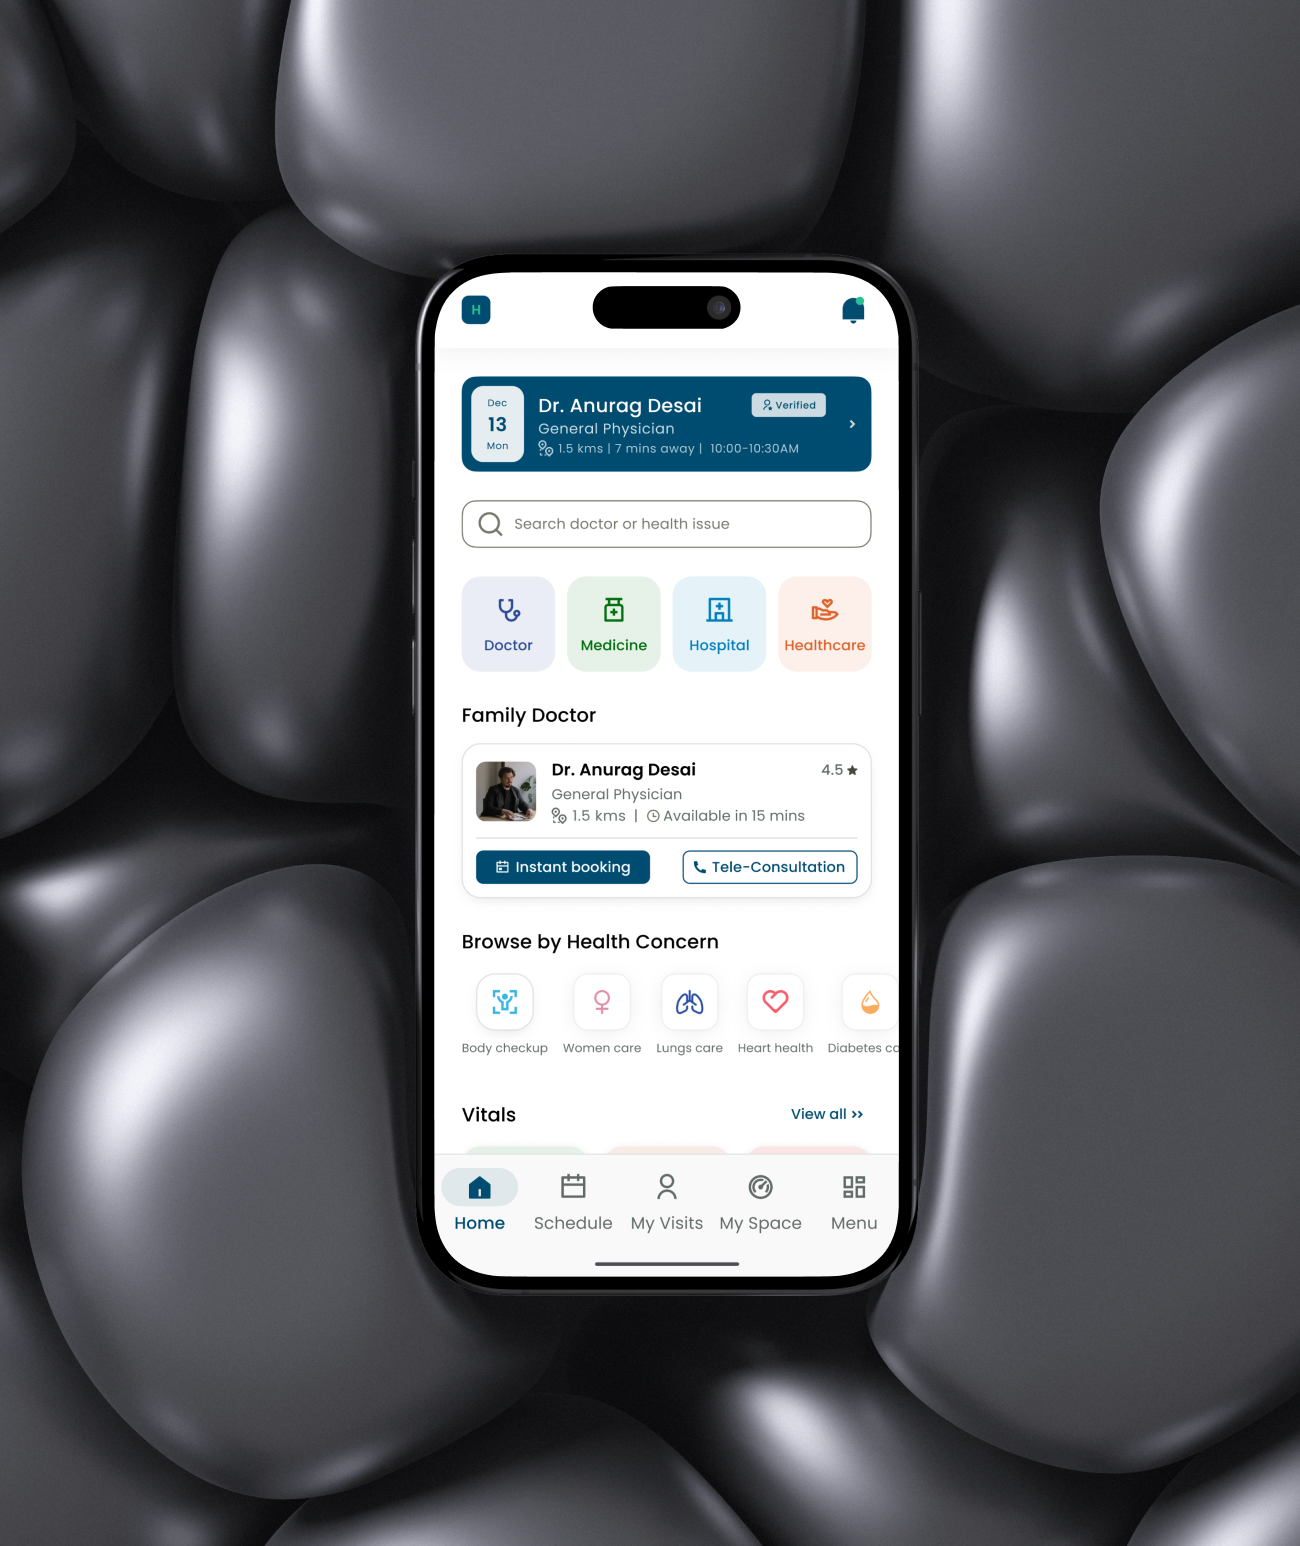 H
Dec
13
Mon
Dr. Anurag Desai
Verified
General Physician
1.5 kms | 7 mins away | 10:00-10:30AM
Search doctor or health issue
Doctor
Medicine
Hospital
Healthcare
Family Doctor
Dr. Anurag Desai
4.5
General Physician
1.5 kms | Available in 15 mins
Instant booking
Tele-Consultation
Browse by Health Concern
Body checkup
Women care
Lungs care
Heart health
Diabetes
Vitals
View all
Home
Schedule
My Visits
My Space
Menu